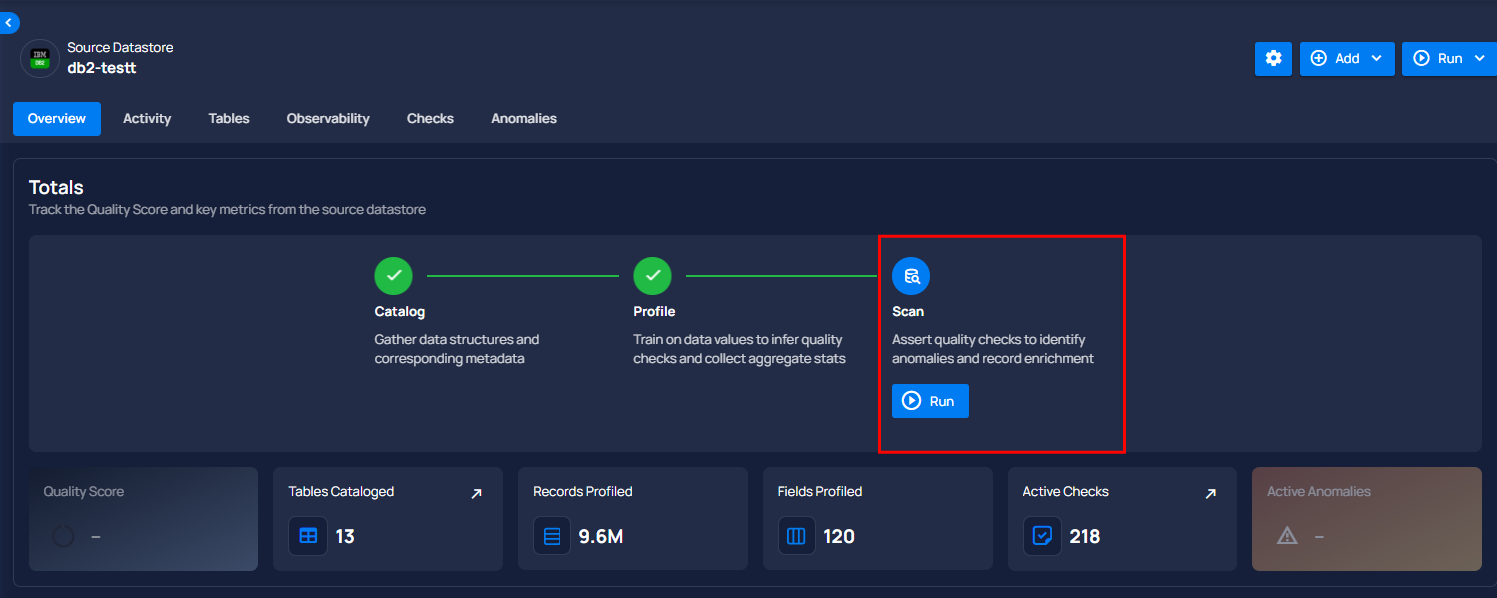 Source Datastore
IBM
DB2
db2-testt
Add
Run
Overview
Activity
Tables
Observability
Checks
Anomalies
Totals
Track the Quality Score and key metrics from the source datastore
Catalog
Gather data structures and
corresponding metadata
Profile
Train on data values to infer quality
checks and collect aggregate stats
Scan
Assert quality checks to identify
anomalies and record enrichment
Run
Quality Score
–
Tables Cataloged
13
Records Profiled
9.6M
Fields Profiled
120
Active Checks
218
Active Anomalies
–